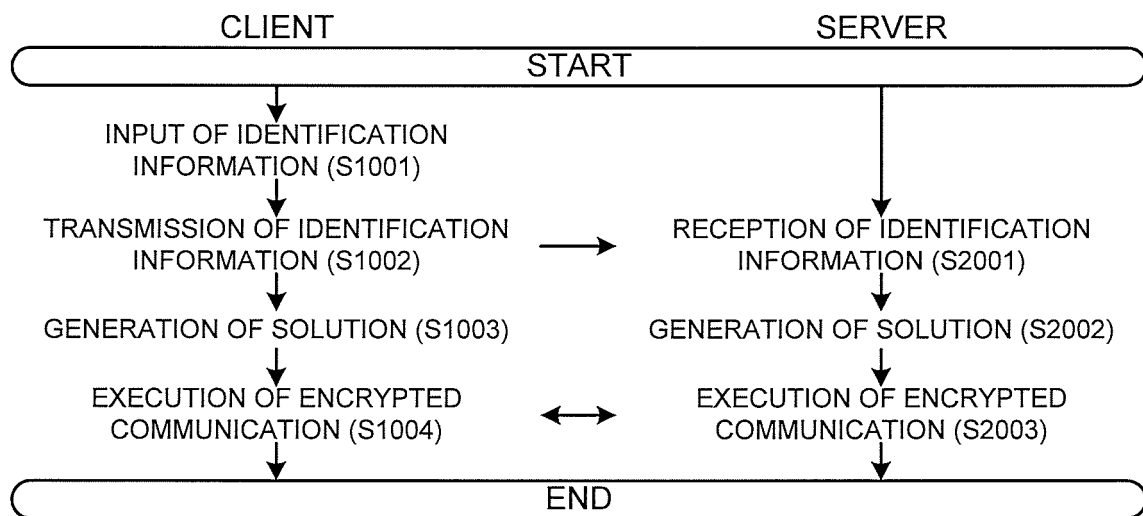 CLIENT
SERVER
START
INPUT OF IDENTIFICATION
INFORMATION (S1001)
TRANSMISSION OF IDENTIFICATION
INFORMATION (S1002)
RECEPTION OF IDENTIFICATION
INFORMATION (S2001)
GENERATION OF SOLUTION (S1003)
GENERATION OF SOLUTION (S2002)
EXECUTION OF ENCRYPTED
COMMUNICATION (S1004)
EXECUTION OF ENCRYPTED
COMMUNICATION (S2003)
END